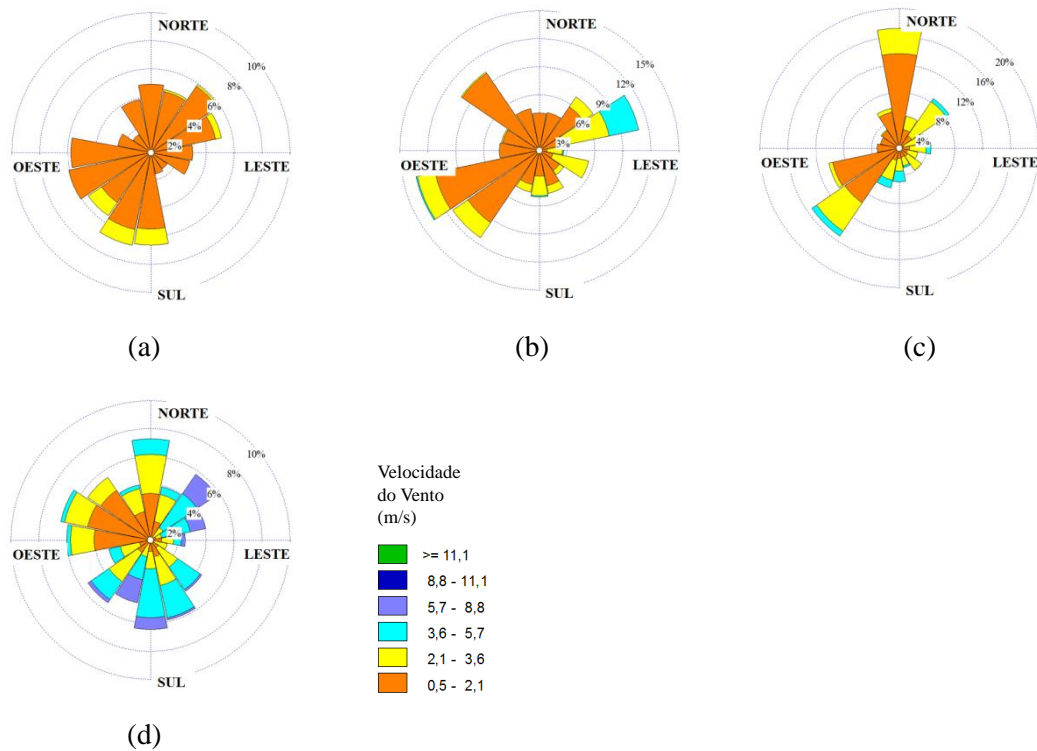 NORTE
10%
8%
6%
4%
2%
OESTE
LESTE
SUL
(a)
NORTE
15%
12%
9%
6%
3%
OESTE
LESTE
SUL
(b)
NORTE
20%
16%
12%
8%
4%
OESTE
LESTE
SUL
(c)
NORTE
10%
8%
6%
4%
2%
OESTE
LESTE
SUL
(d)
Velocidade
do Vento
(m/s)
>= 11,1
8,8 - 11,1
5,7 - 8,8
3,6 - 5,7
2,1 - 3,6
0,5 - 2,1